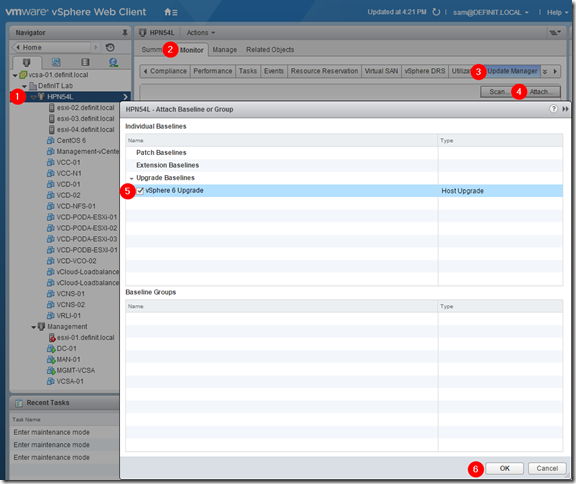 vmware® vSphere Web Client
Updated at 4:21 PM
sam@DEFINIT.LOCAL
Help
Navigator
Home
vcsa-01.definit.local
DefinIT Lab
1
HPN54L
esxi-02.definit.local
esxi-03.definit.local
esxi-04.definit.local
CentOS 6
Management-vCente
VCC-01
VCC-N1
VCD-01
VCD-02
VCD-NFS-01
VCD-PODA-ESXi-01
VCD-PODA-ESXi-02
VCD-PODA-ESXi-03
VCD-PODB-ESXi-01
VCD-VCO-02
vCloud-Loadbalance
VCNS-01
VCNS-02
VRLI-01
Management
esxi-01.definit.local
DC-01
MAN-01
MGMT-VCSA
VCSA-01
Recent Tasks
Task Name
Enter maintenance mode
Enter maintenance mode
Enter maintenance mode
HPN54L Actions
Summ 2 Monitor Manage Related Objects
Compliance Performance Tasks Events Resource Reservation Virtual SAN vSphere DRS Utiliza 3 Update Manager
Scan... 4 Attach...
HPN54L - Attach Baseline or Group
Individual Baselines
Name Type
Patch Baselines
Extension Baselines
Upgrade Baselines
5 vSphere 6 Upgrade Host Upgrade
Baseline Groups
Name Type
6 OK Cancel